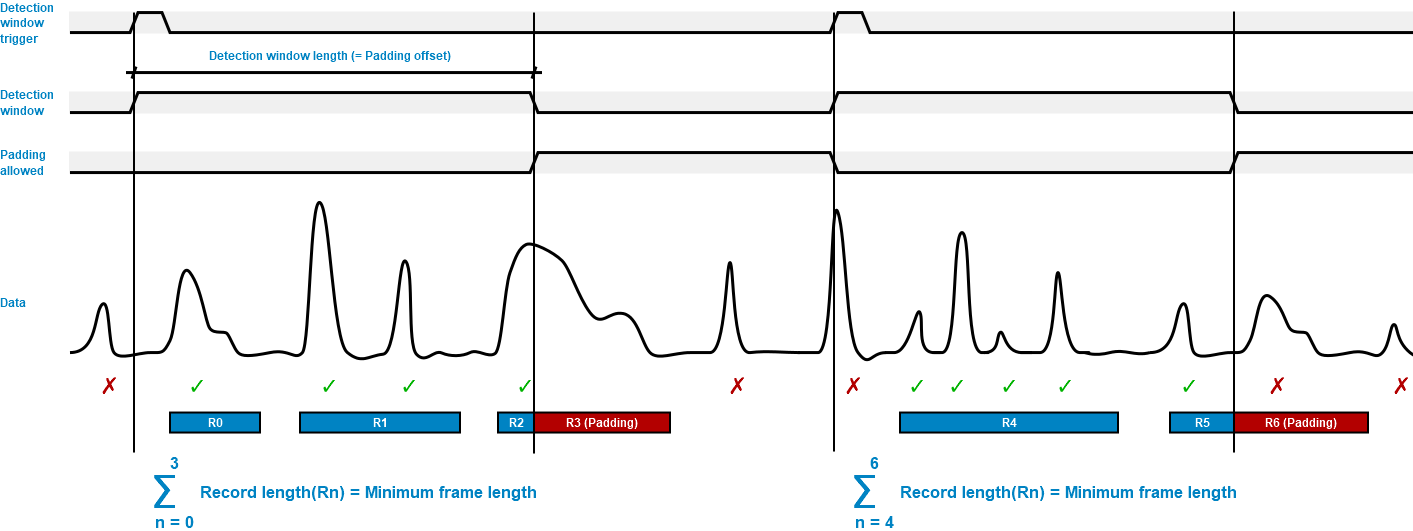 Detection
window
trigger
Detection window length (= Padding offset)
Detection
window
Padding
allowed
Data
✗ ✓ ✓ ✓ ✓ ✗ ✗ ✓ ✓ ✓ ✓ ✓ ✗ ✗
R0 R1 R2 R3 (Padding) R4 R5 R6 (Padding)
3
∑ Record length(Rn) = Minimum frame length
n = 0
6
∑ Record length(Rn) = Minimum frame length
n = 4